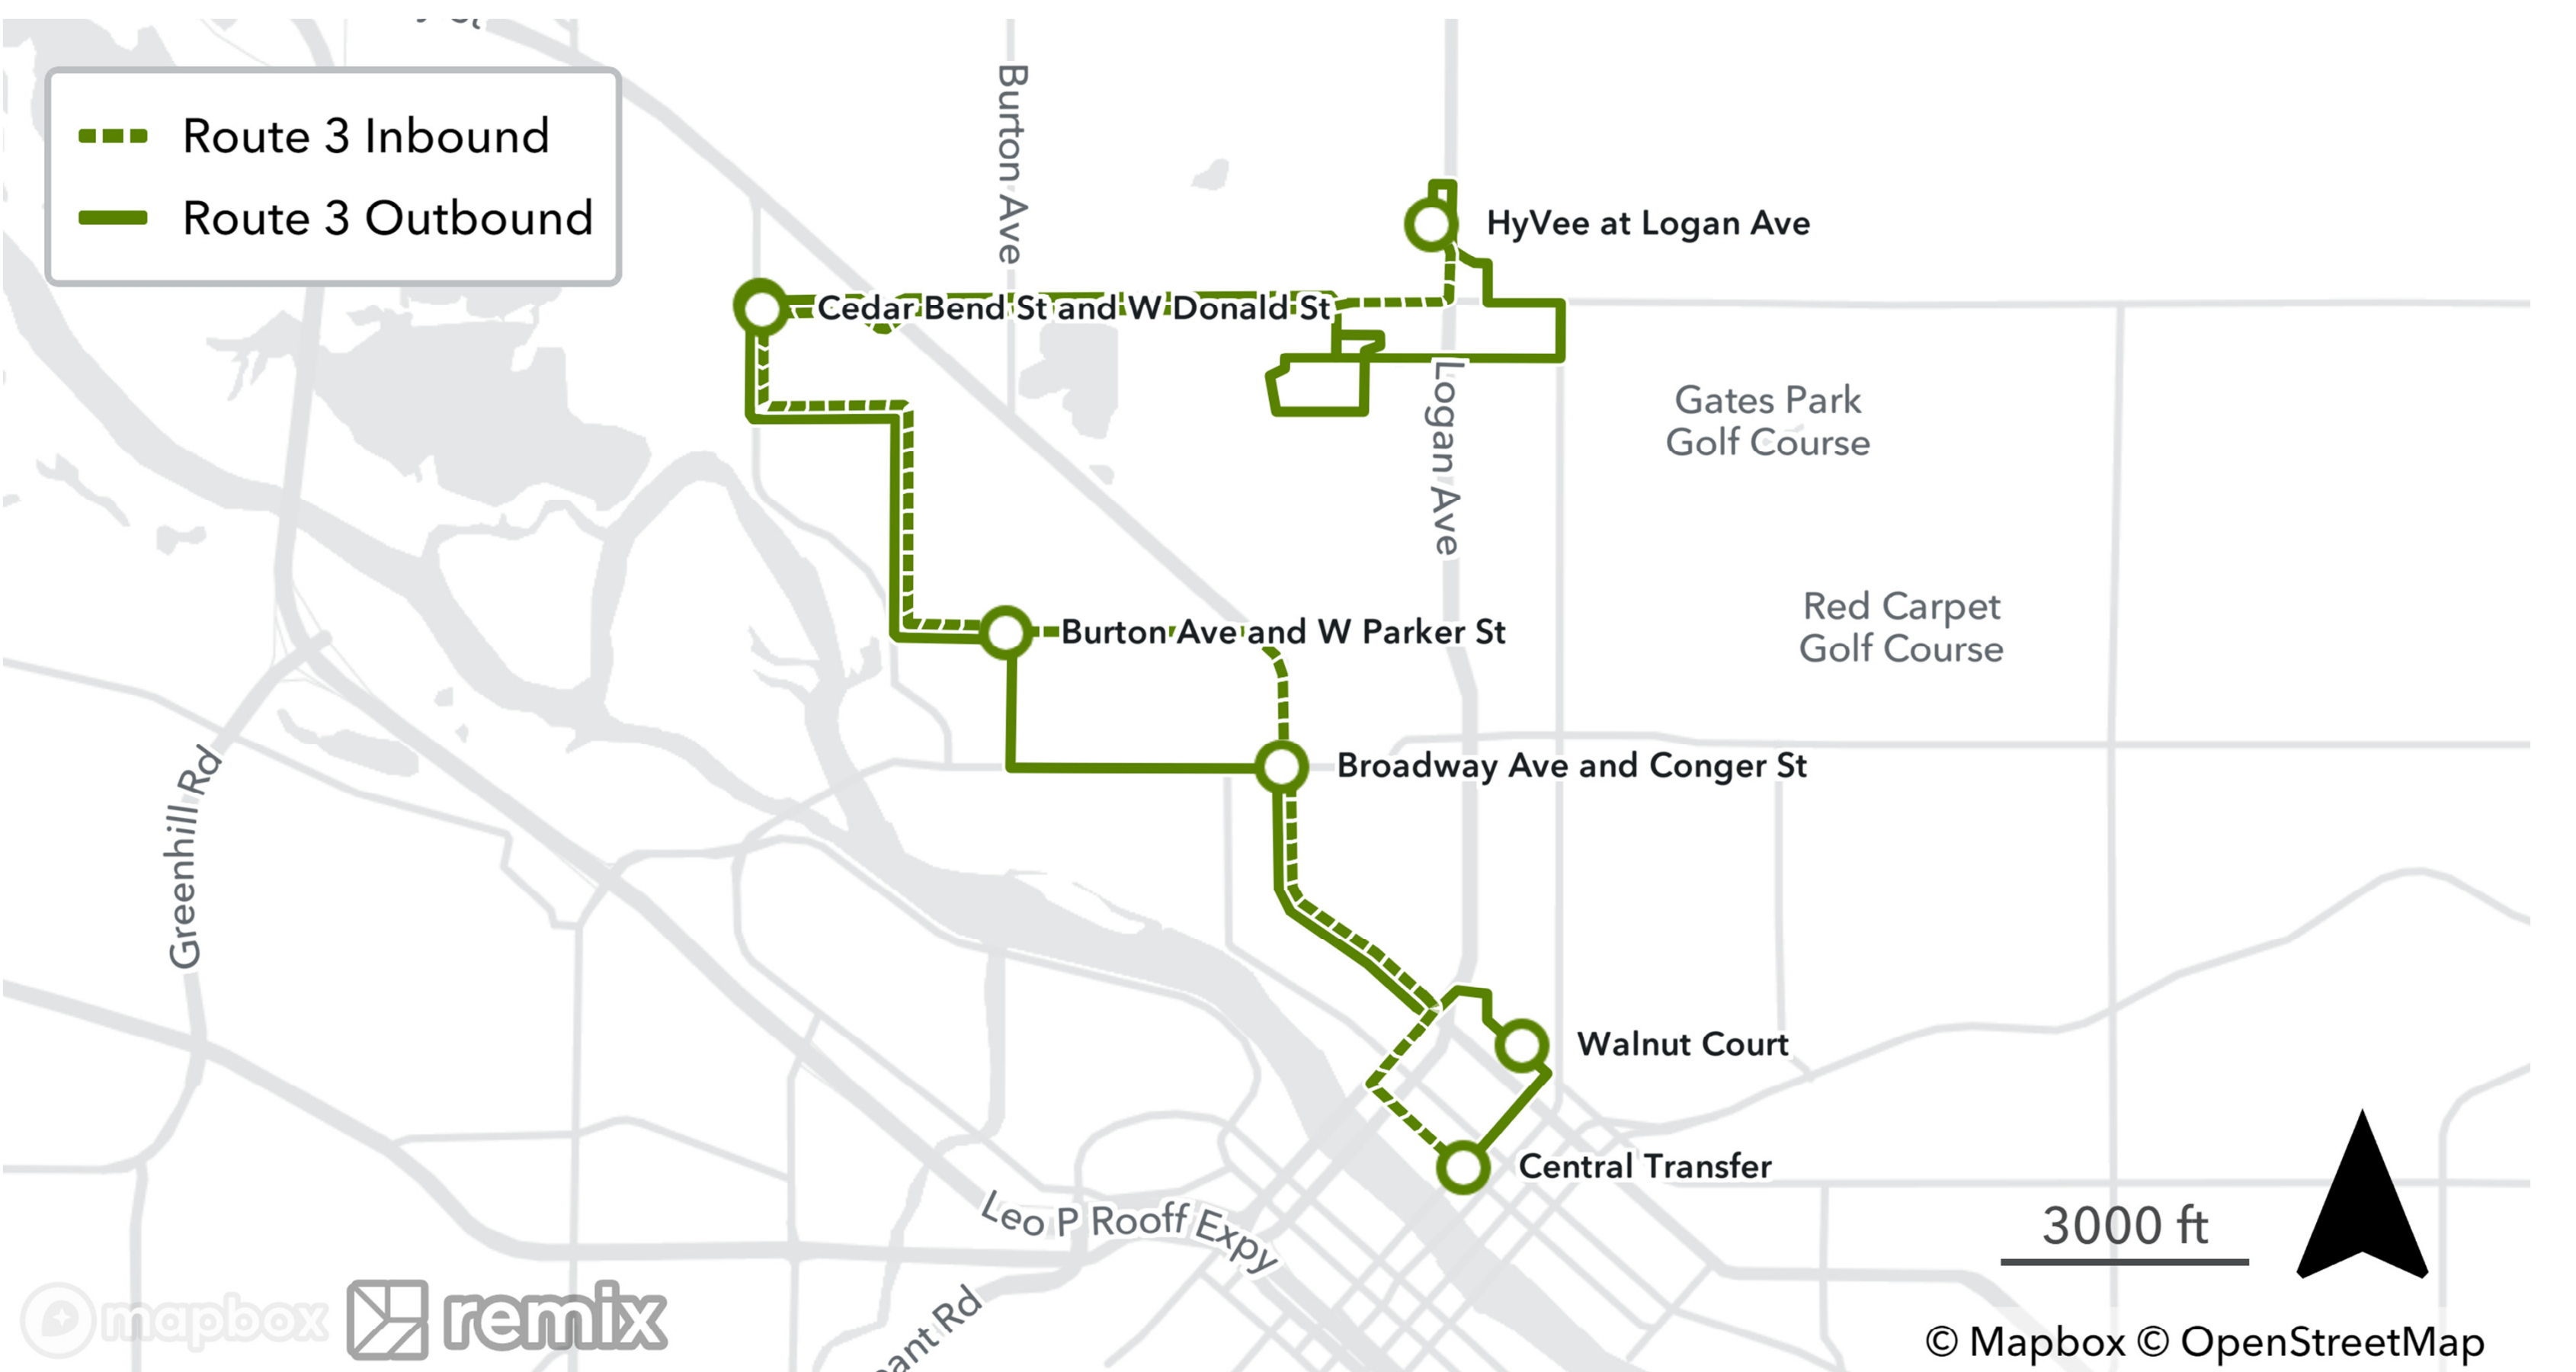 Route 3 Inbound
Route 3 Outbound
Burton Ave
HyVee at Logan Ave
Cedar Bend St and W Donald St
Logan Ave
Gates Park
Golf Course
Red Carpet
Golf Course
Burton Ave and W Parker St
Broadway Ave and Conger St
Greenhill Rd
Walnut Court
Central Transfer
Leo P Rooff Expy
Rd
3000 ft
mapbox
remix
© Mapbox © OpenStreetMap